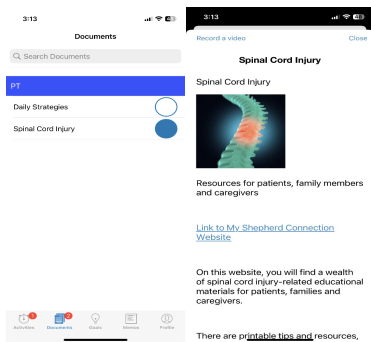 3:13
Documents
Search Documents
PT
Daily Strategies
Spinal Cord Injury
1
2
Activities
Documents
Goals
Memos
Profile
3:13
Record a video
Close
Spinal Cord Injury
Spinal Cord Injury
Resources for patients, family members
and caregivers
Link to My Shepherd Connection
Website
On this website, you will find a wealth
of spinal cord injury-related educational
materials for patients, families and
caregivers.
There are printable tips and resources,